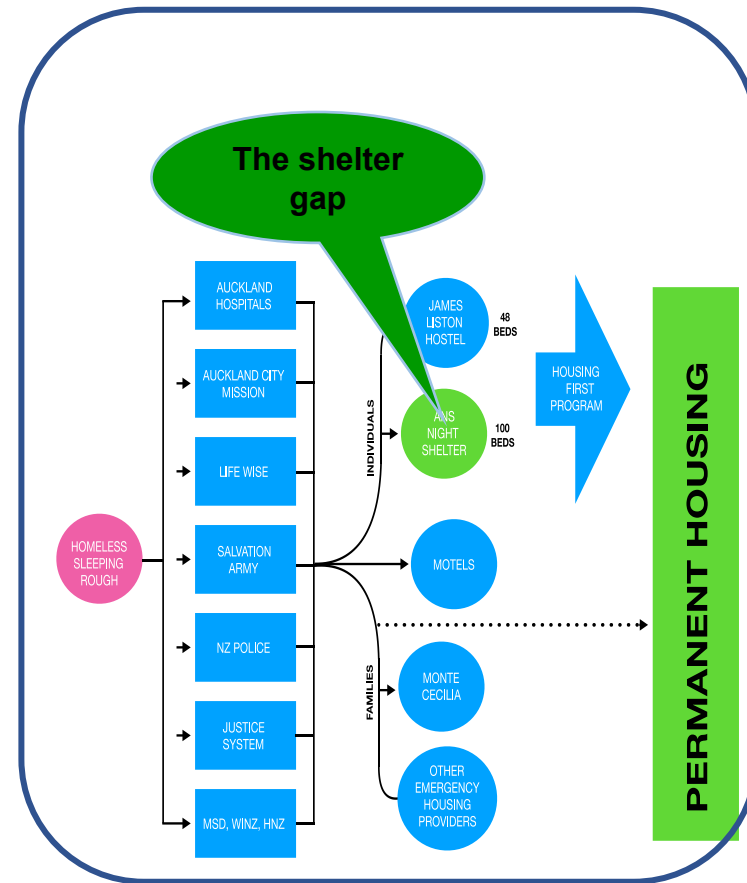 The shelter
gap
HOMELESS
SLEEPING
ROUGH
AUCKLAND
HOSPITALS
AUCKLAND CITY
MISSION
LIFE WISE
SALVATION
ARMY
NZ POLICE
JUSTICE
SYSTEM
MSD, WINZ, HNZ
INDIVIDUALS
FAMILIES
JAMES
LISTON
HOSTEL
48
BEDS
ANS
NIGHT
SHELTER
100
BEDS
MOTELS
MONTE
CECILIA
OTHER
EMERGENCY
HOUSING
PROVIDERS
HOUSING
FIRST
PROGRAM
PERMANENT HOUSING